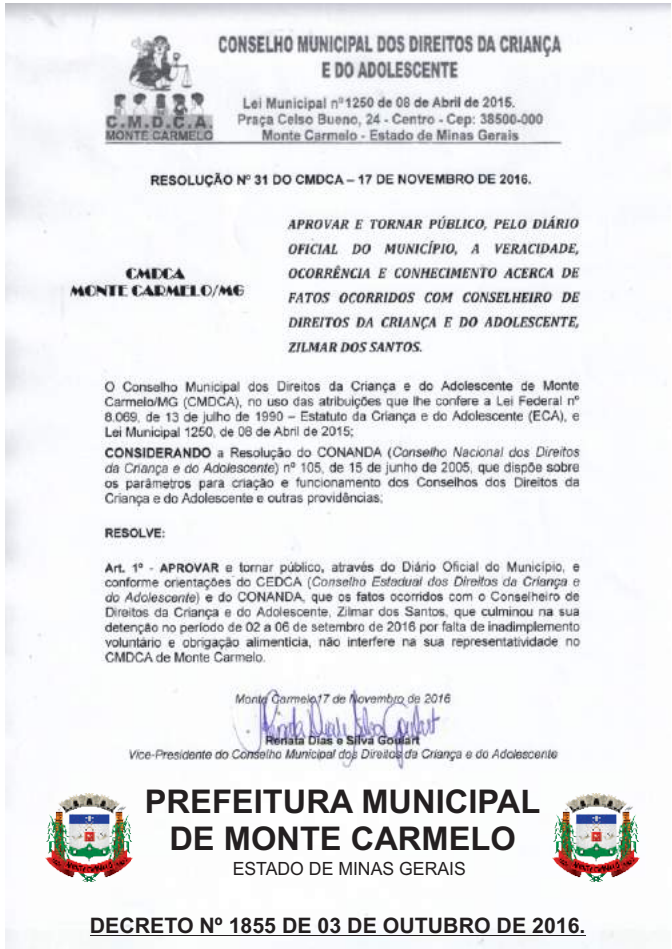 CONSELHO MUNICIPAL DOS DIREITOS DA CRIANÇA
E DO ADOLESCENTE
Lei Municipal nº1250 de 08 de Abril de 2015.
Praça Celso Bueno, 24 - Centro - Cep: 38500-000
Monte Carmelo - Estado de Minas Gerais
C.M.D.C.A.
MONTE CARMELO
RESOLUÇÃO Nº 31 DO CMDCA – 17 DE NOVEMBRO DE 2016.
APROVAR E TORNAR PÚBLICO, PELO DIÁRIO
OFICIAL DO MUNICÍPIO, A VERACIDADE,
OCORRÊNCIA E CONHECIMENTO ACERCA DE
FATOS OCORRIDOS COM CONSELHEIRO DE
DIREITOS DA CRIANÇA E DO ADOLESCENTE,
ZILMAR DOS SANTOS.
CMDCA
MONTE CARMELO/MG
O Conselho Municipal dos Direitos da Criança e do Adolescente de Monte
Carmelo/MG (CMDCA), no uso das atribuições que lhe confere a Lei Federal nº
8.069, de 13 de julho de 1990 – Estatuto da Criança e do Adolescente (ECA), e
Lei Municipal 1250, de 08 de Abril de 2015;
CONSIDERANDO a Resolução do CONANDA (Conselho Nacional dos Direitos
da Criança e do Adolescente) nº 105, de 15 de junho de 2005, que dispõe sobre
os parâmetros para criação e funcionamento dos Conselhos dos Direitos da
Criança e do Adolescente e outras providências;
RESOLVE:
Art. 1º - APROVAR e tornar público, através do Diário Oficial do Município, e
conforme orientações do CEDCA (Conselho Estadual dos Direitos da Criança e
do Adolescente) e do CONANDA, que os fatos ocorridos com o Conselheiro de
Direitos da Criança e do Adolescente, Zilmar dos Santos, que culminou na sua
detenção no período de 02 a 06 de setembro de 2016 por falta de inadimplemento
voluntário e obrigação alimentícia, não interfere na sua representatividade no
CMDCA de Monte Carmelo.
Monte Carmelo17 de Novembro de 2016
Renata Dias e Silva Goulart
Vice-Presidente do Conselho Municipal dos Direitos da Criança e do Adolescente
PREFEITURA MUNICIPAL
DE MONTE CARMELO
ESTADO DE MINAS GERAIS
DECRETO Nº 1855 DE 03 DE OUTUBRO DE 2016.